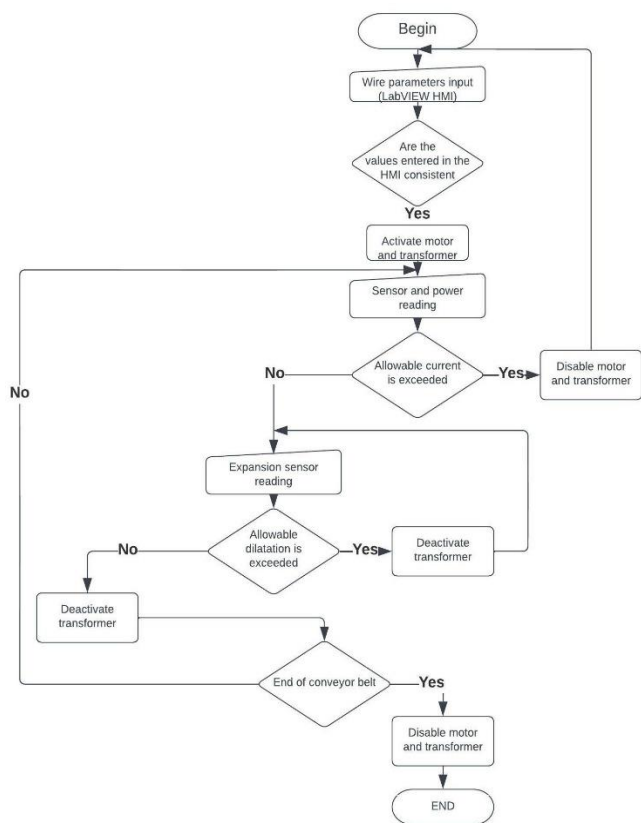 Begin
Wire parameters input
(LabVIEW HMI)
Are the
values entered in the
HMI consistent
Yes
Activate motor
and transformer
Sensor and power
reading
Allowable current
is exceeded
No
Yes
Disable motor
and transformer
No
Expansion sensor
reading
Allowable
dilatation is
exceeded
No
Yes
Deactivate
transformer
Deactivate
transformer
End of conveyor belt
Yes
Disable motor
and transformer
END